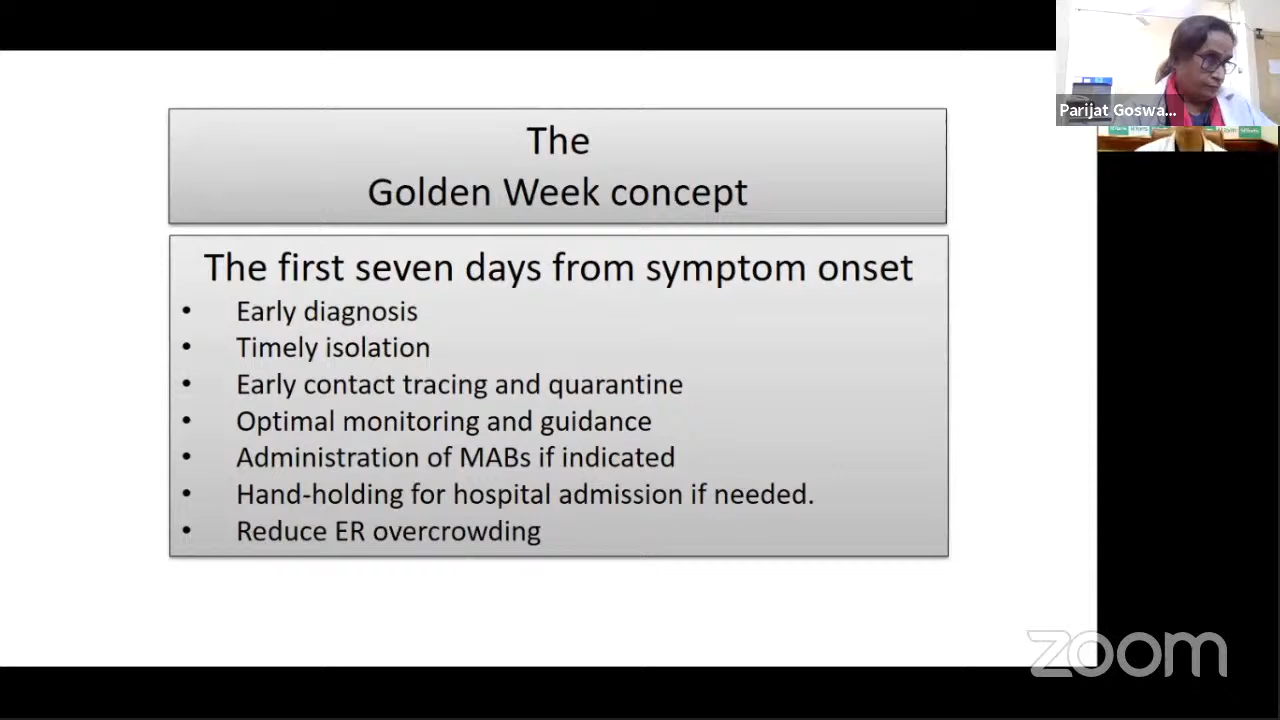 The
Golden Week concept
The first seven days from symptom onset
• Early diagnosis
• Timely isolation
• Early contact tracing and quarantine
• Optimal monitoring and guidance
• Administration of MABs if indicated
• Hand-holding for hospital admission if needed.
• Reduce ER overcrowding
Parijat Goswa...
zoom